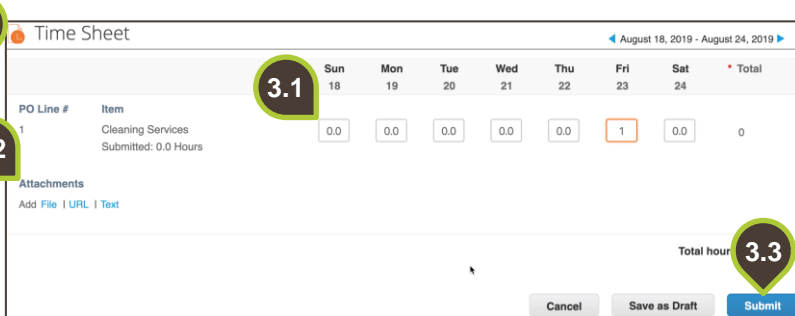 Time Sheet
August 18, 2019 - August 24, 2019
Sun Mon Tue Wed Thu Fri Sat * Total
3.1
18 19 20 21 22 23 24
PO Line # Item
1 Cleaning Services 0.0 0.0 0.0 0.0 0.0 1 0.0 0
Submitted: 0.0 Hours
2
Attachments
Add File | URL | Text
Total hour
3.3
Cancel Save as Draft Submit